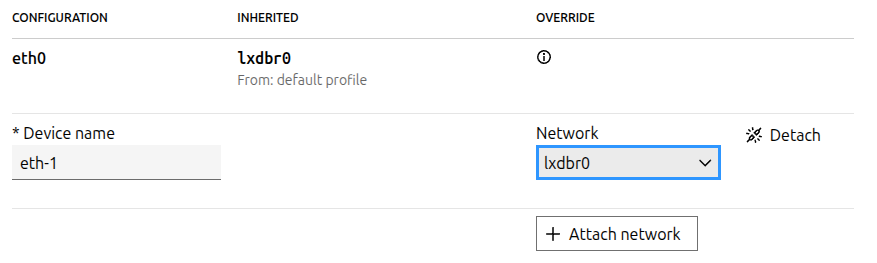 CONFIGURATION INHERITED OVERRIDE
eth0 lxdbr0
From: default profile
* Device name Network Detach
eth-1 lxdbr0
Attach network